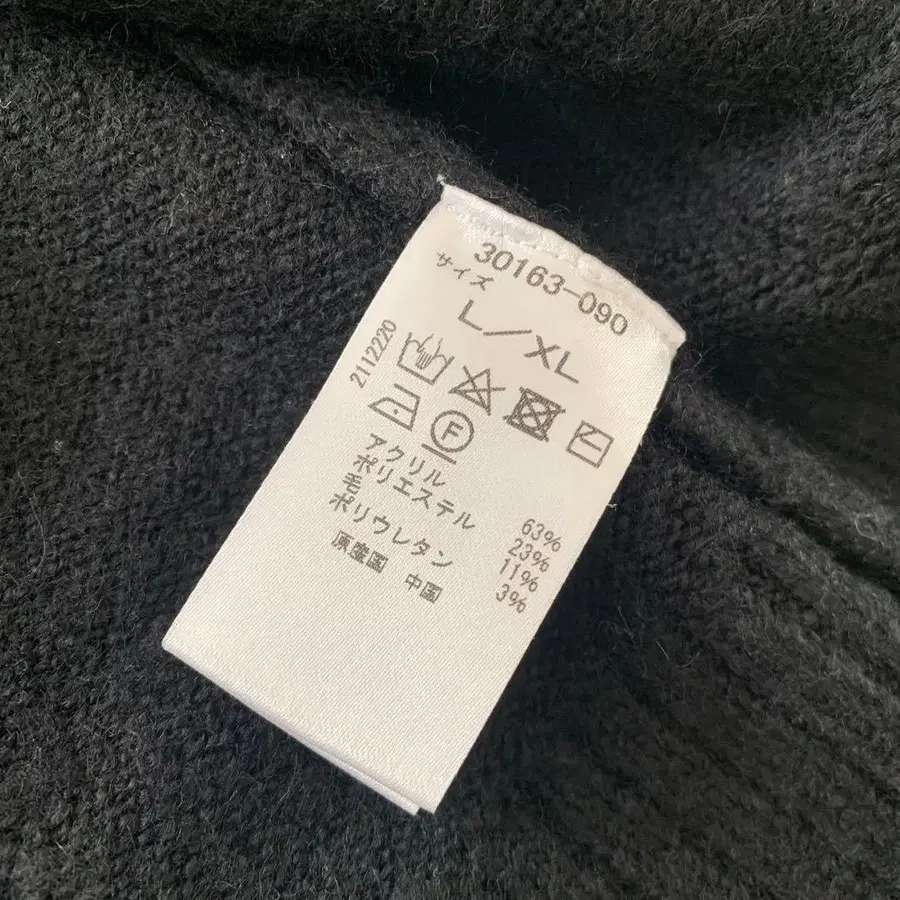 30163-090
サイズ
L/XL
2112220
F
アクリル 63%
ポリエステル 23%
毛 11%
ポリウレタン 3%
原産国 中国